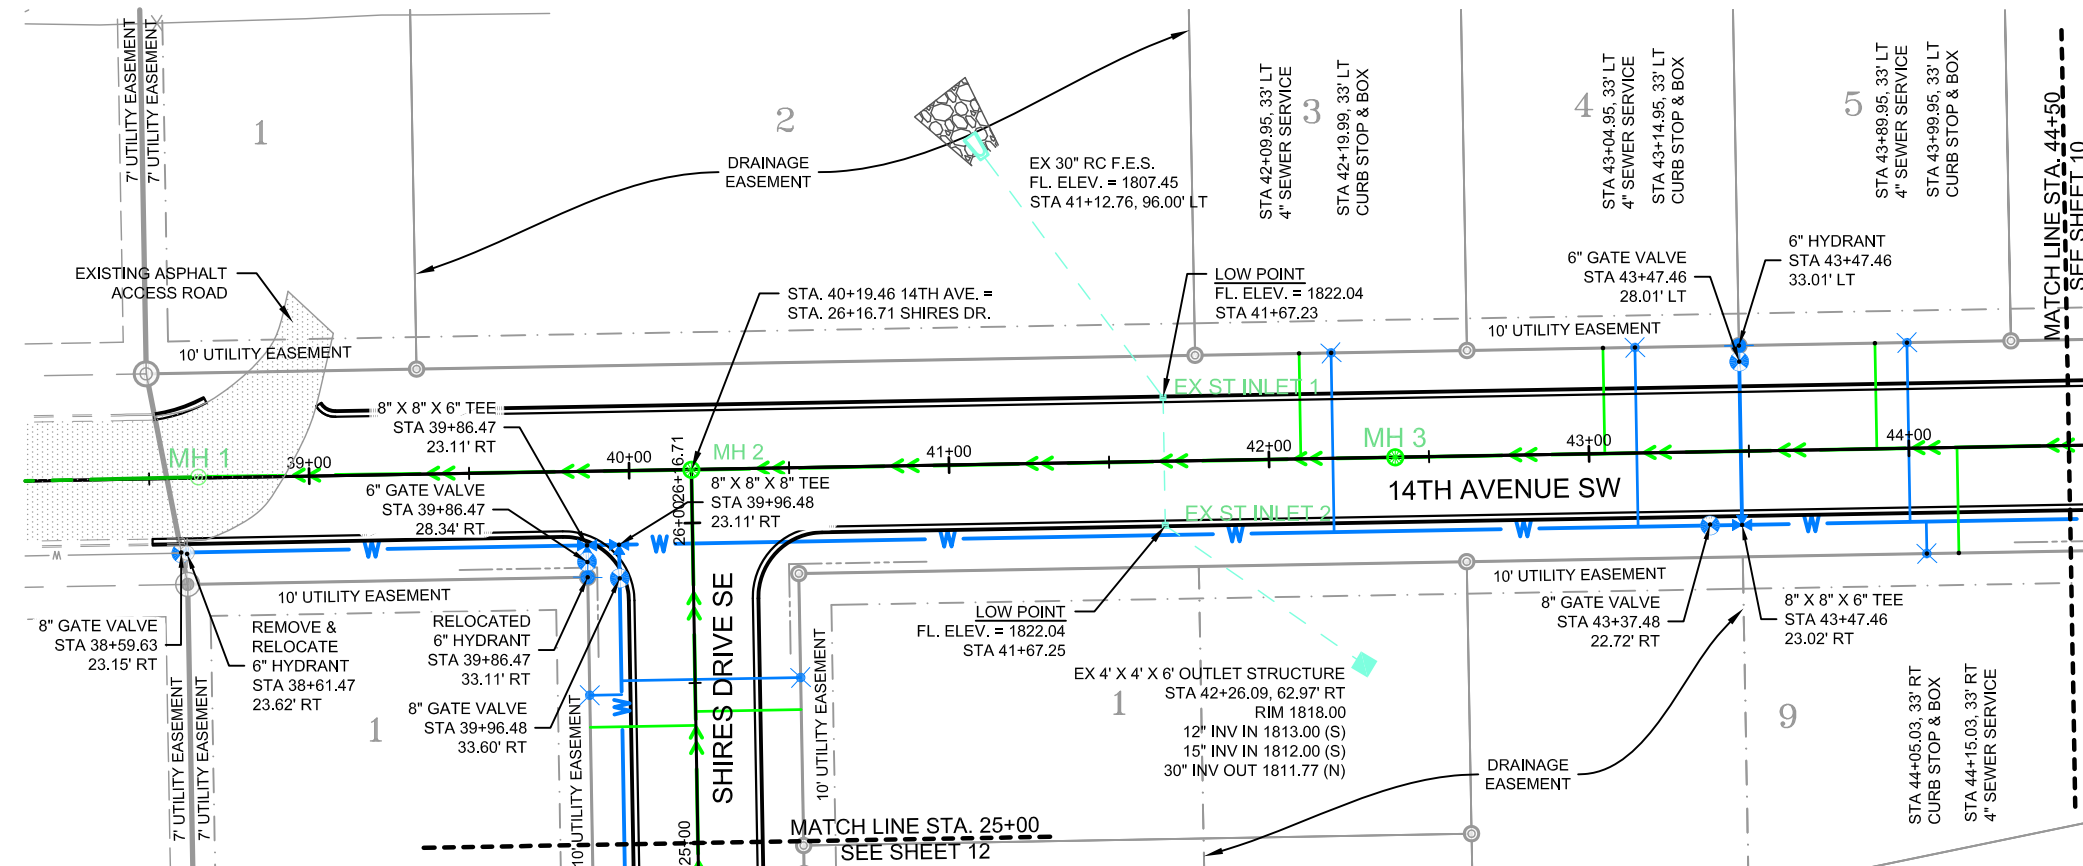 7' UTILITY EASEMENT
7' UTILITY EASEMENT
1
2
3
4
5
DRAINAGE
EASEMENT
EX 30" RC F.E.S.
FL. ELEV. = 1807.45
STA 41+12.76, 96.00' LT
STA 42+09.95, 33' LT
4" SEWER SERVICE
STA 42+19.99, 33' LT
CURB STOP & BOX
STA 43+04.95, 33' LT
4" SEWER SERVICE
STA 43+14.95, 33' LT
CURB STOP & BOX
STA 43+89.95, 33' LT
4" SEWER SERVICE
STA 43+99.95, 33' LT
CURB STOP & BOX
MATCH LINE STA. 44+50
SEE SHEET 10
EXISTING ASPHALT
ACCESS ROAD
STA. 40+19.46 14TH AVE. =
STA. 26+16.71 SHIRES DR.
LOW POINT
FL. ELEV. = 1822.04
STA 41+67.23
6" GATE VALVE
STA 43+47.46
28.01' LT
6" HYDRANT
STA 43+47.46
33.01' LT
10' UTILITY EASEMENT
10' UTILITY EASEMENT
EX ST INLET 1
8" X 8" X 6" TEE
STA 39+86.47
23.11' RT
MH 1
39+00
40+00
26+16.71
MH 2
41+00
42+00
MH 3
43+00
44+00
6" GATE VALVE
STA 39+86.47
28.34' RT
26+00
8" X 8" X 8" TEE
STA 39+96.48
23.11' RT
14TH AVENUE SW
EX ST INLET 2
W
W
W
W
W
W
W
W
10' UTILITY EASEMENT
10' UTILITY EASEMENT
8" GATE VALVE
STA 38+59.63
23.15' RT
REMOVE &
RELOCATE
6" HYDRANT
STA 38+61.47
23.62' RT
RELOCATED
6" HYDRANT
STA 39+86.47
33.11' RT
8" GATE VALVE
STA 39+96.48
33.60' RT
SHIRES DRIVE SE
LOW POINT
FL. ELEV. = 1822.04
STA 41+67.25
8" GATE VALVE
STA 43+37.48
22.72' RT
8" X 8" X 6" TEE
STA 43+47.46
23.02' RT
EX 4' X 4' X 6' OUTLET STRUCTURE
STA 42+26.09, 62.97' RT
RIM 1818.00
12" INV IN 1813.00 (S)
15" INV IN 1812.00 (S)
30" INV OUT 1811.77 (N)
7' UTILITY EASEMENT
7' UTILITY EASEMENT
1
10' UTILITY EASEMENT
10' UTILITY EASEMENT
1
9
DRAINAGE
EASEMENT
STA 44+05.03, 33' RT
CURB STOP & BOX
STA 44+15.03, 33' RT
4" SEWER SERVICE
25+00
MATCH LINE STA. 25+00
SEE SHEET 12